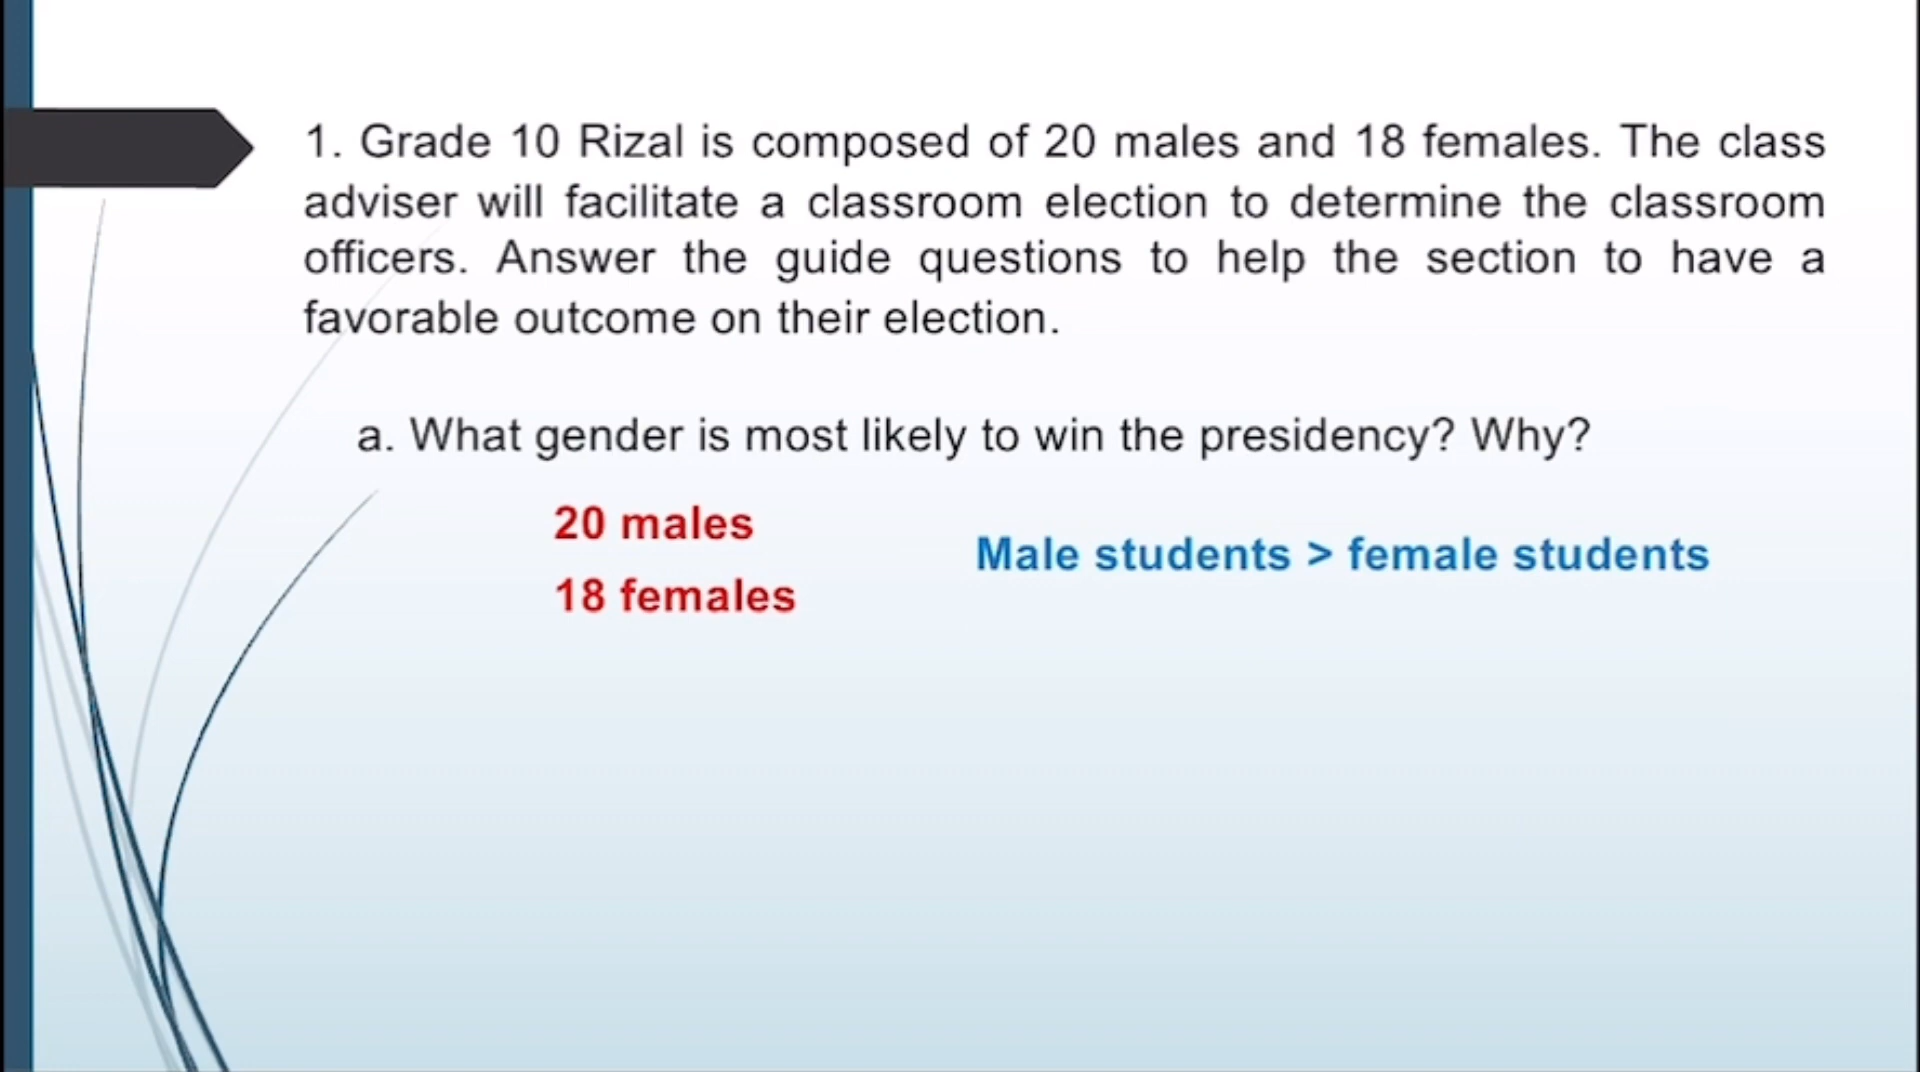 1. Grade 10 Rizal is composed of 20 males and 18 females. The class
adviser will facilitate a classroom election to determine the classroom
officers. Answer the guide questions to help the section to have a
favorable outcome on their election.
a. What gender is most likely to win the presidency? Why?
20 males
Male students > female students
18 females